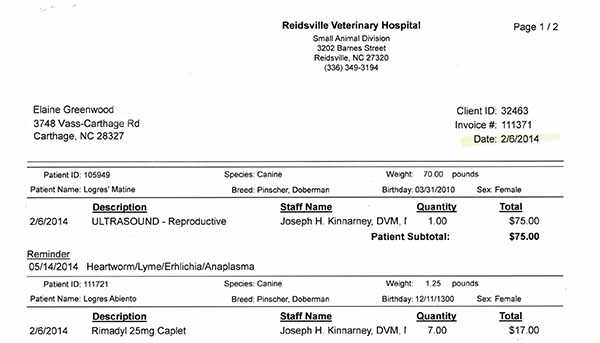 Reidsville Veterinary Hospital Page 1 / 2
Small Animal Division
3202 Barnes Street
Reidsville, NC 27320
(336) 349-3194
Elaine Greenwood Client ID: 32463
3748 Vass-Carthage Rd Invoice #: 111371
Carthage, NC 28327 Date: 2/6/2014
Patient ID: 105949 Species: Canine Weight: 70.00 pounds
Patient Name: Logres' Matine Breed: Pinscher, Doberman Birthday: 03/31/2010 Sex: Female
Description Staff Name Quantity Total
2/6/2014 ULTRASOUND - Reproductive Joseph H. Kinnarney, DVM, I 1.00 $75.00
Patient Subtotal: $75.00
Reminder
05/14/2014 Heartworm/Lyme/Erhlichia/Anaplasma
Patient ID: 111721 Species: Canine Weight: 1.25 pounds
Patient Name: Logres Abiento Breed: Pinscher, Doberman Birthday: 12/11/1300 Sex: Female
Description Staff Name Quantity Total
2/6/2014 Rimadyl 25mg Caplet Joseph H. Kinnarney, DVM, I 7.00 $17.00